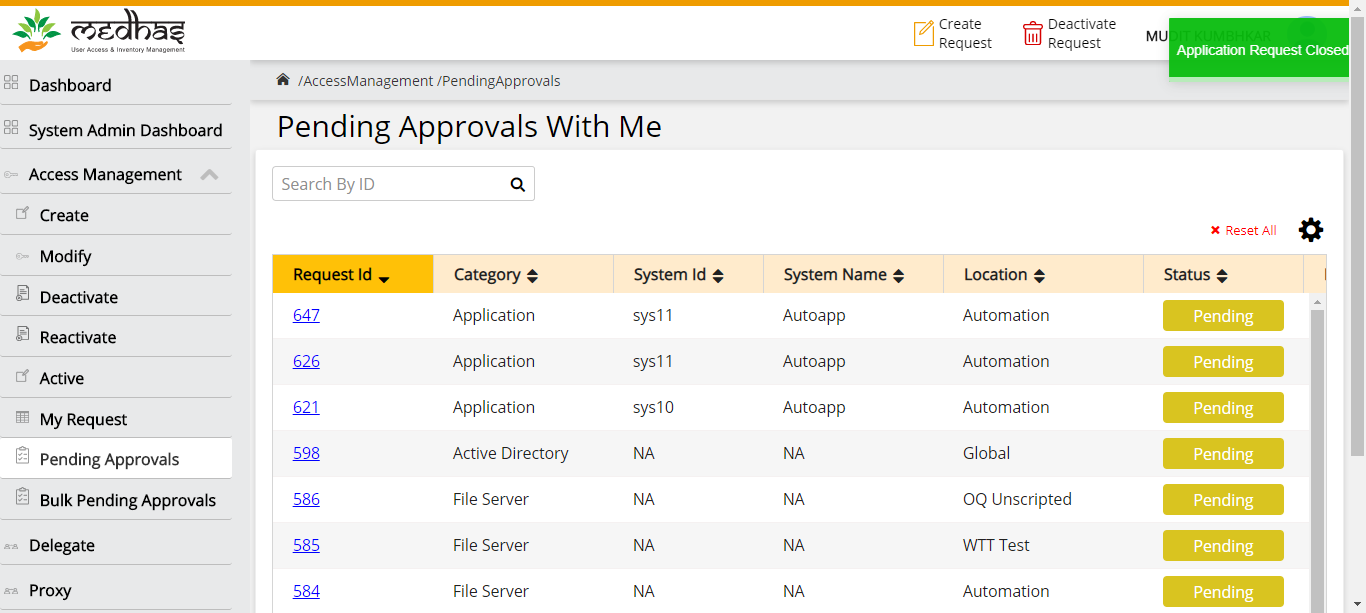 medhas
User Access & Inventory Management
Create
Request
Deactivate
Request
MUDIT KUMBHKAR
Application Request Closed
Dashboard
System Admin Dashboard
Access Management
Create
Modify
Deactivate
Reactivate
Active
My Request
Pending Approvals
Bulk Pending Approvals
Delegate
Proxy
/AccessManagement /PendingApprovals
Pending Approvals With Me
Search By ID
Reset All
Request Id Category System Id System Name Location Status
647 Application sys11 Autoapp Automation Pending
626 Application sys11 Autoapp Automation Pending
621 Application sys10 Autoapp Automation Pending
598 Active Directory NA NA Global Pending
586 File Server NA NA OQ Unscripted Pending
585 File Server NA NA WTT Test Pending
584 File Server NA NA Automation Pending